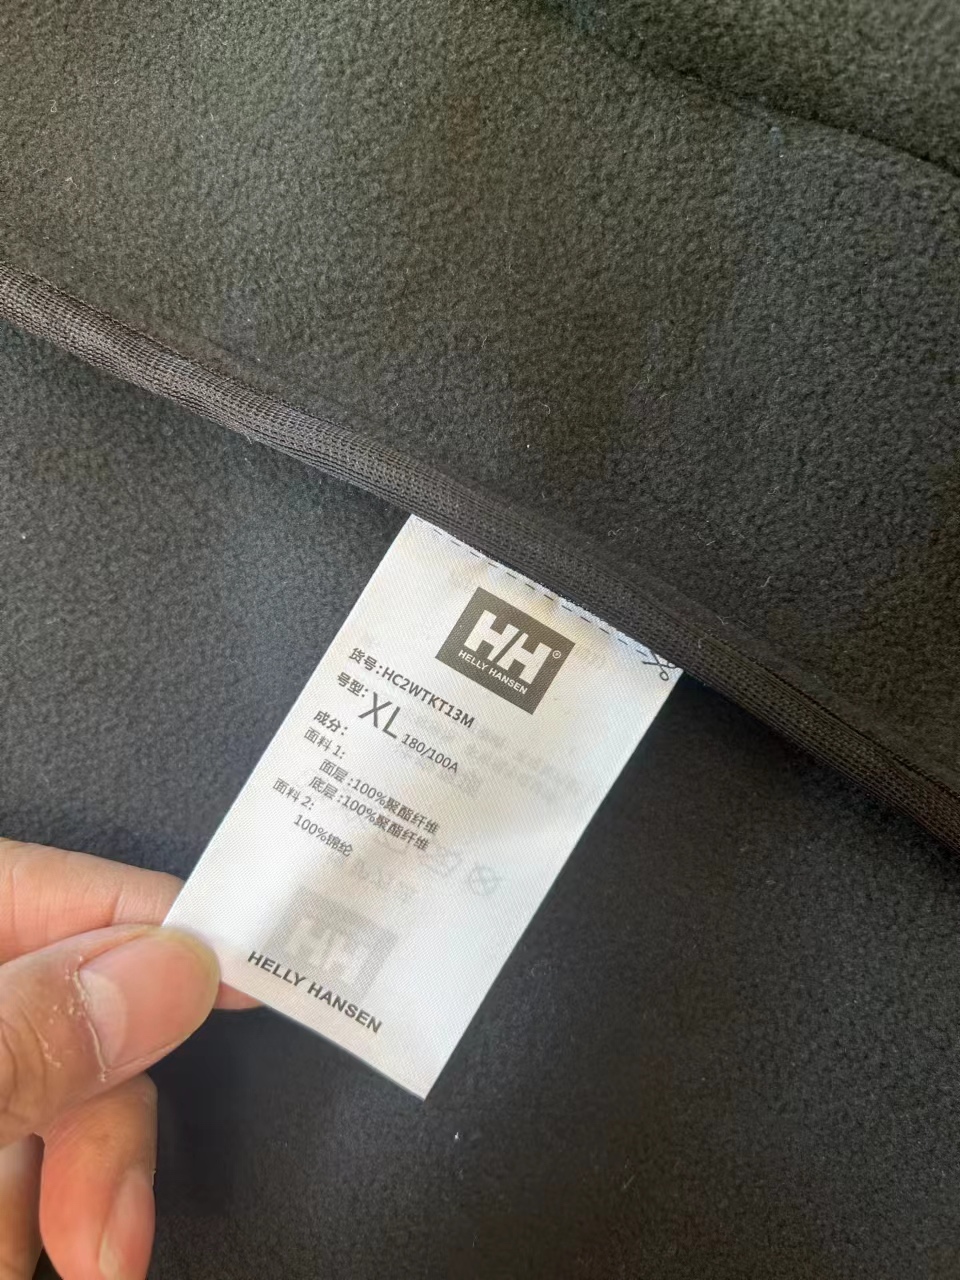 HH®
HELLY HANSEN
货号:HC2WTKT13M
号型:XL 180/100A
成分:
面料 1:
面层:100%聚酯纤维
底层:100%聚酯纤维
面料 2:
100%锦纶
HELLY HANSEN